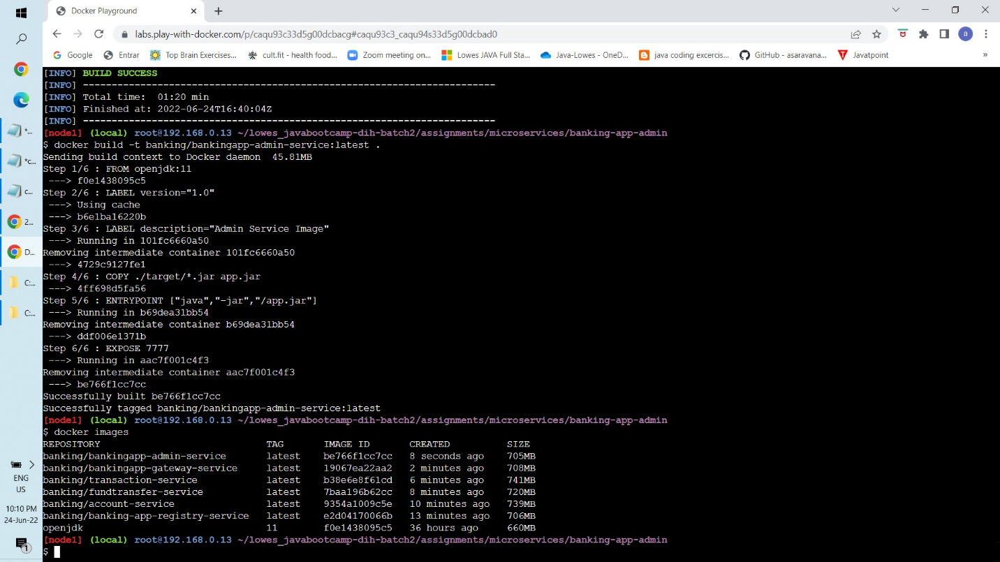 Docker Playground
labs.play-with-docker.com/p/caqu93c33d5g00dcbacg#caqu93c3_caqu94s33d5g00dcbad0
a
Google Entrar Top Brain Exercises... cult.fit - health food... Zoom meeting on... Lowes JAVA Full Sta... Java-Lowes - OneD... java coding excercis... GitHub - asaravana... Javatpoint »
[INFO] BUILD SUCCESS
[INFO] ------------------------------------------------------------------------
[INFO] Total time:  01:20 min
[INFO] Finished at: 2022-06-24T16:40:04Z
[INFO] ------------------------------------------------------------------------
[node1] (local) root@192.168.0.13 ~/lowes_javabootcamp-dih-batch2/assignments/microservices/banking-app-admin
$ docker build -t banking/bankingapp-admin-service:latest .
Sending build context to Docker daemon  45.81MB
Step 1/6 : FROM openjdk:11
 ---> f0e1438095c5
Step 2/6 : LABEL version="1.0"
 ---> Using cache
 ---> b6e1ba16220b
Step 3/6 : LABEL description="Admin Service Image"
 ---> Running in 101fc6660a50
Removing intermediate container 101fc6660a50
 ---> 4729c9127fe1
Step 4/6 : COPY ./target/*.jar app.jar
 ---> 4ff698d5fa56
Step 5/6 : ENTRYPOINT ["java","-jar","/app.jar"]
 ---> Running in b69dea31bb54
Removing intermediate container b69dea31bb54
 ---> ddf006e1371b
Step 6/6 : EXPOSE 7777
 ---> Running in aac7f001c4f3
Removing intermediate container aac7f001c4f3
 ---> be766f1cc7cc
Successfully built be766f1cc7cc
Successfully tagged banking/bankingapp-admin-service:latest
[node1] (local) root@192.168.0.13 ~/lowes_javabootcamp-dih-batch2/assignments/microservices/banking-app-admin
$ docker images
REPOSITORY TAG IMAGE ID CREATED SIZE
banking/bankingapp-admin-service latest be766f1cc7cc 8 seconds ago 705MB
banking/bankingapp-gateway-service latest 19067ea22aa2 2 minutes ago 708MB
banking/transaction-service latest b38e6e8f61cd 6 minutes ago 741MB
banking/fundtransfer-service latest 7baa196b62cc 8 minutes ago 720MB
banking/account-service latest 9354a1009c5e 10 minutes ago 739MB
banking/banking-app-registry-service latest e2d04170066b 13 minutes ago 706MB
openjdk 11 f0e1438095c5 36 hours ago 660MB
[node1] (local) root@192.168.0.13 ~/lowes_javabootcamp-dih-batch2/assignments/microservices/banking-app-admin
$
*...
*c...
c...
2...
D...
C:...
C:...
ENG
US
10:10 PM
24-Jun-22
1